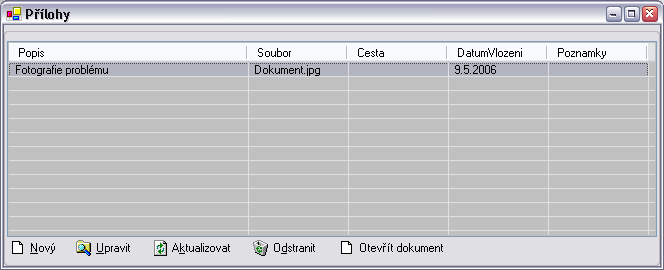 Přílohy
Popis Soubor Cesta DatumVlozeni Poznamky
Fotografie problému Dokument.jpg 9.5.2006
Nový Upravit Aktualizovat Odstranit Otevřít dokument